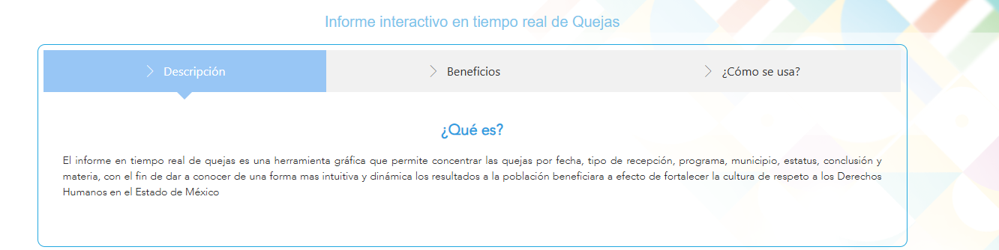 Informe interactivo en tiempo real de Quejas
Descripción
Beneficios
¿Cómo se usa?
¿Qué es?
El informe en tiempo real de quejas es una herramienta gráfica que permite concentrar las quejas por fecha, tipo de recepción, programa, municipio, estatus, conclusión y
materia, con el fin de dar a conocer de una forma mas intuitiva y dinámica los resultados a la población beneficiara a efecto de fortalecer la cultura de respeto a los Derechos
Humanos en el Estado de México